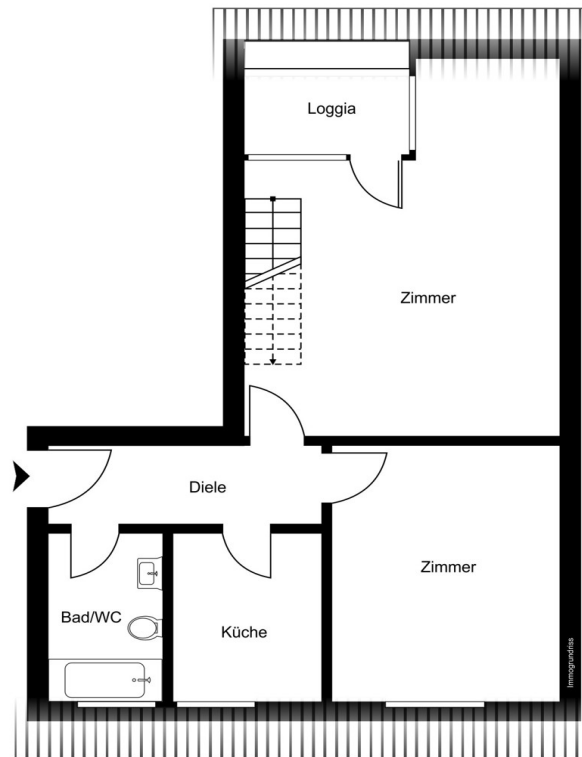 Loggia
Zimmer
Diele
Zimmer
Bad/WC
Küche
Immogrundriss